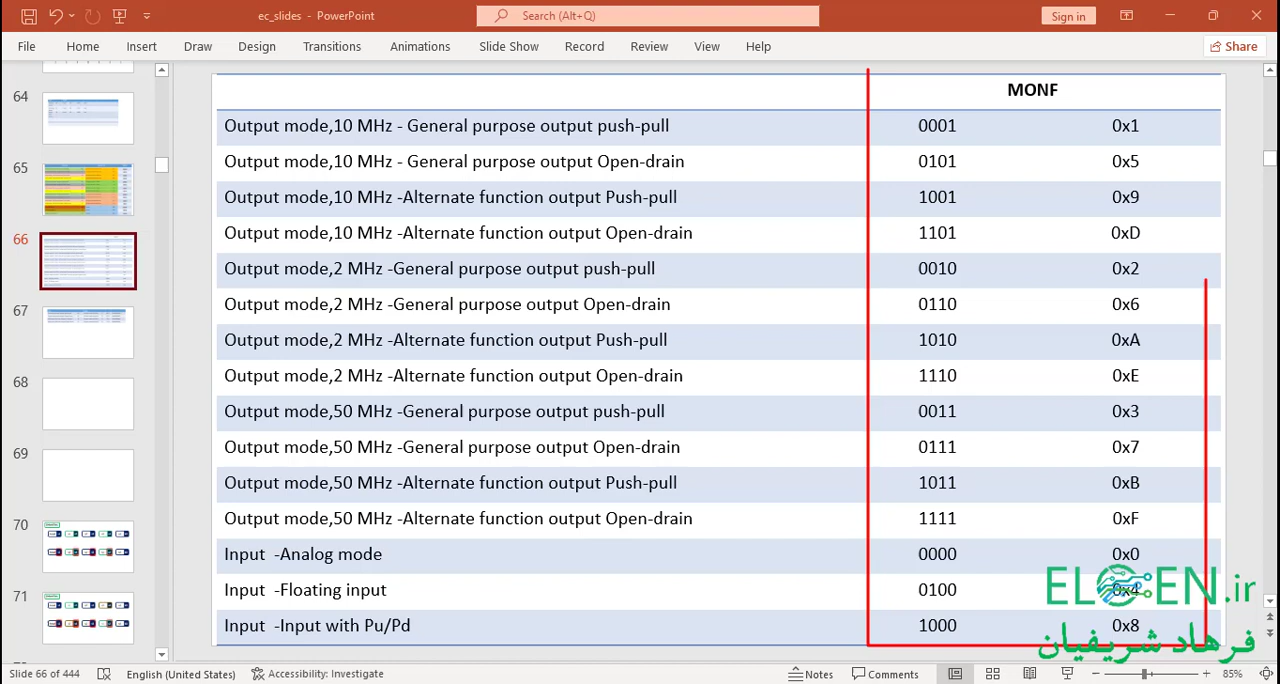 ec_slides - PowerPoint
Search (Alt+Q)
Sign in
File Home Insert Draw Design Transitions Animations Slide Show Record Review View Help
Share
64
65
66
67
68
69
70
71
MONF
Output mode,10 MHz - General purpose output push-pull 0001 0x1
Output mode,10 MHz - General purpose output Open-drain 0101 0x5
Output mode,10 MHz -Alternate function output Push-pull 1001 0x9
Output mode,10 MHz -Alternate function output Open-drain 1101 0xD
Output mode,2 MHz -General purpose output push-pull 0010 0x2
Output mode,2 MHz -General purpose output Open-drain 0110 0x6
Output mode,2 MHz -Alternate function output Push-pull 1010 0xA
Output mode,2 MHz -Alternate function output Open-drain 1110 0xE
Output mode,50 MHz -General purpose output push-pull 0011 0x3
Output mode,50 MHz -General purpose output Open-drain 0111 0x7
Output mode,50 MHz -Alternate function output Push-pull 1011 0xB
Output mode,50 MHz -Alternate function output Open-drain 1111 0xF
Input -Analog mode 0000 0x0
Input -Floating input 0100 0x4
Input -Input with Pu/Pd 1000 0x8
فرهاد شریفیان
Slide 66 of 444 English (United States) Accessibility: Investigate Notes Comments 85%